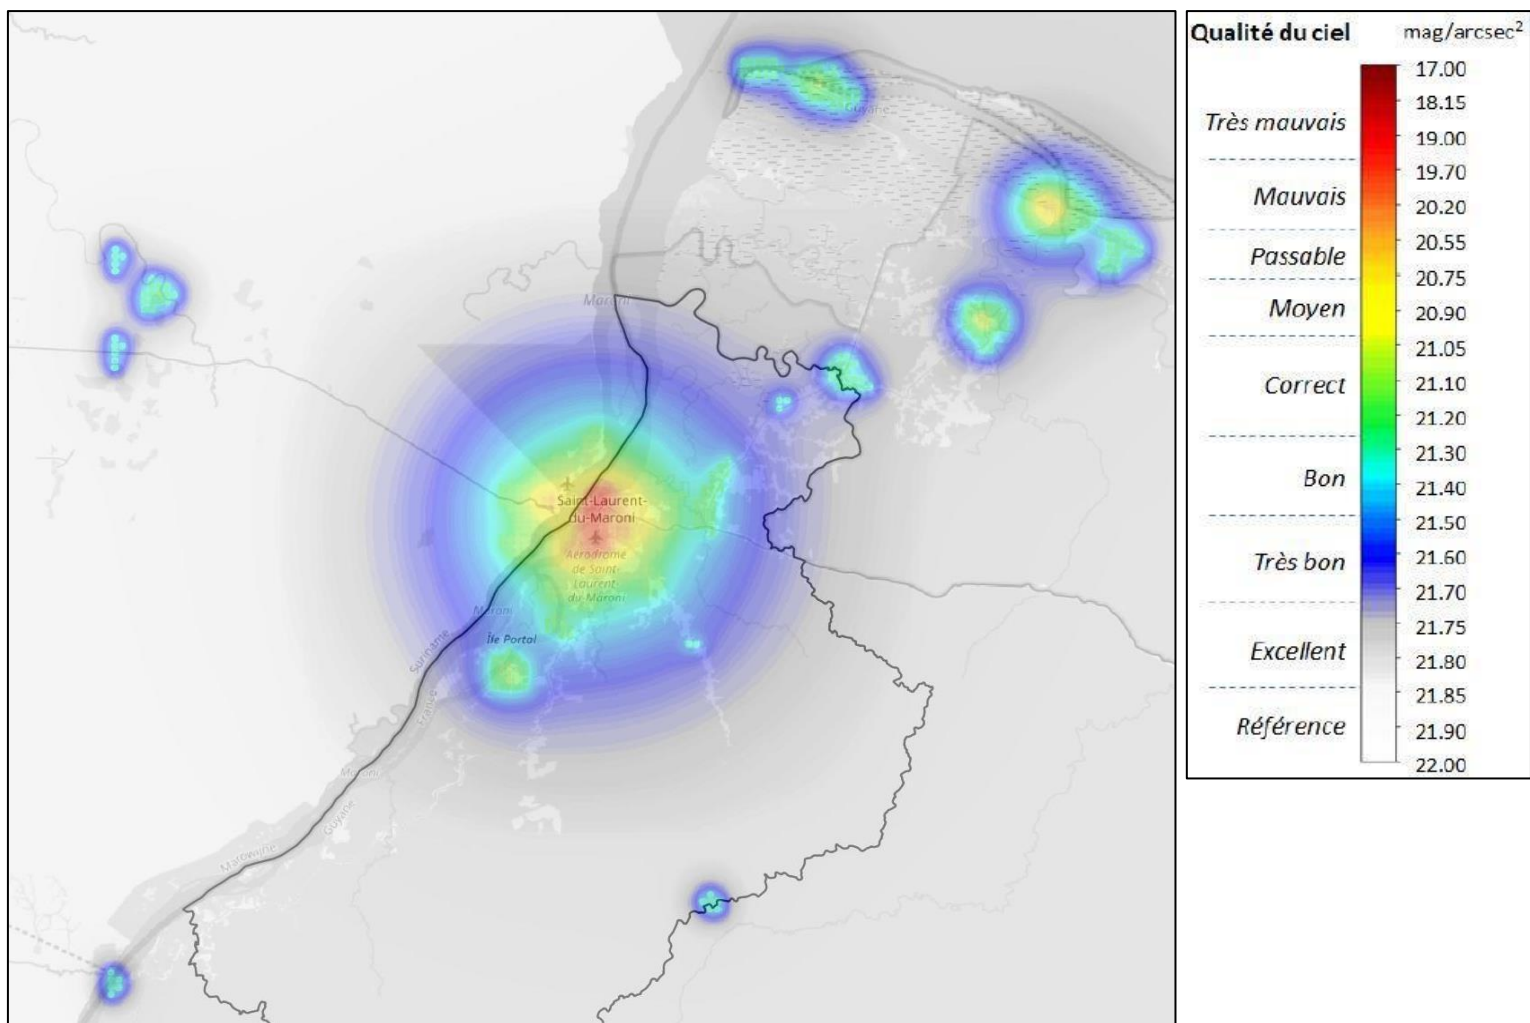 Guyane
Maroni
Saint-Laurent-
du-Maroni
Aérodrome
de Saint-
Laurent-
du-Maroni
Maroni
Île Portal
Suriname
France
Maroni
Guyane
Marowijne
Qualité du ciel
mag/arcsec²
Très mauvais
Mauvais
Passable
Moyen
Correct
Bon
Très bon
Excellent
Référence
17.00
18.15
19.00
19.70
20.20
20.55
20.75
20.90
21.05
21.10
21.20
21.30
21.40
21.50
21.60
21.70
21.75
21.80
21.85
21.90
22.00